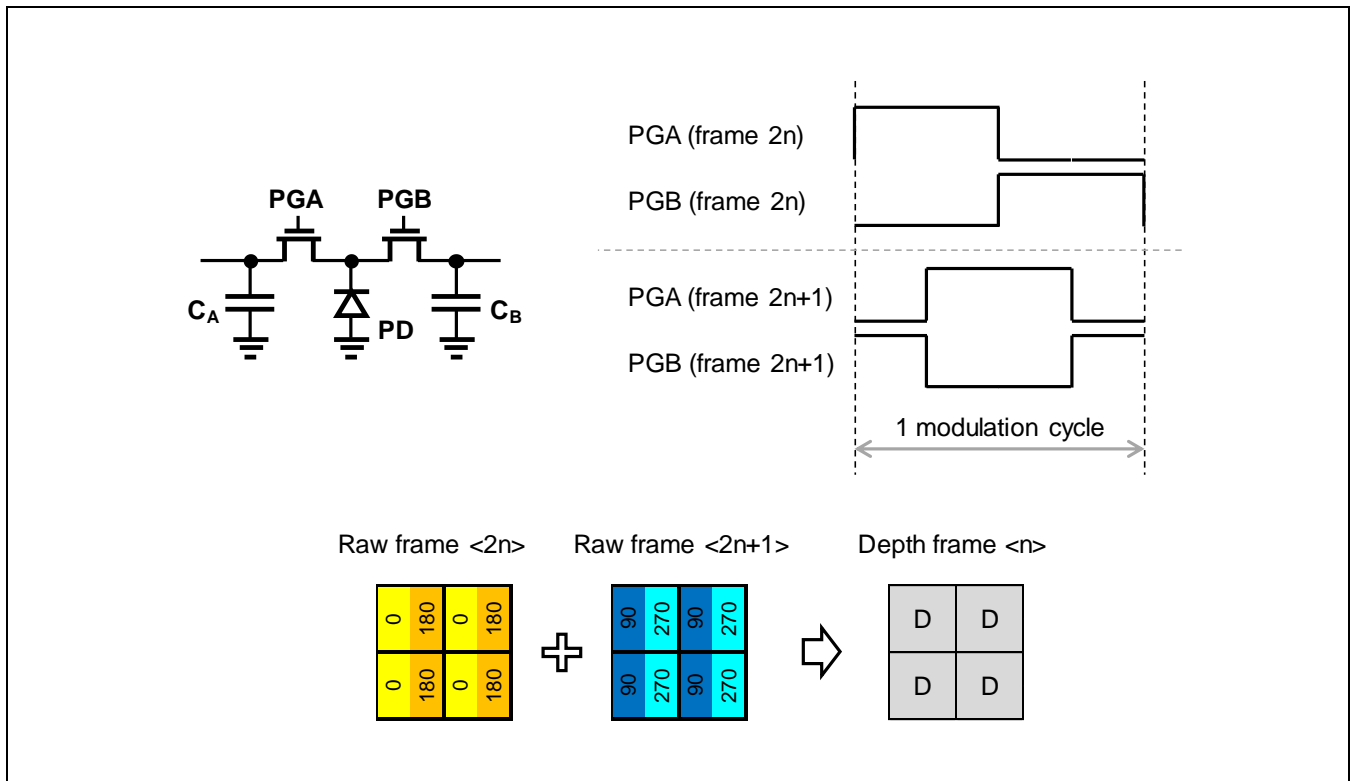 PGA (frame 2n)
PGB (frame 2n)
PGA PGB
CA PD CB
PGA (frame 2n+1)
PGB (frame 2n+1)
1 modulation cycle
Raw frame <2n> Raw frame <2n+1> Depth frame <n>
0 180 0 180 90 270 90 270 D D
0 180 0 180 90 270 90 270 D D